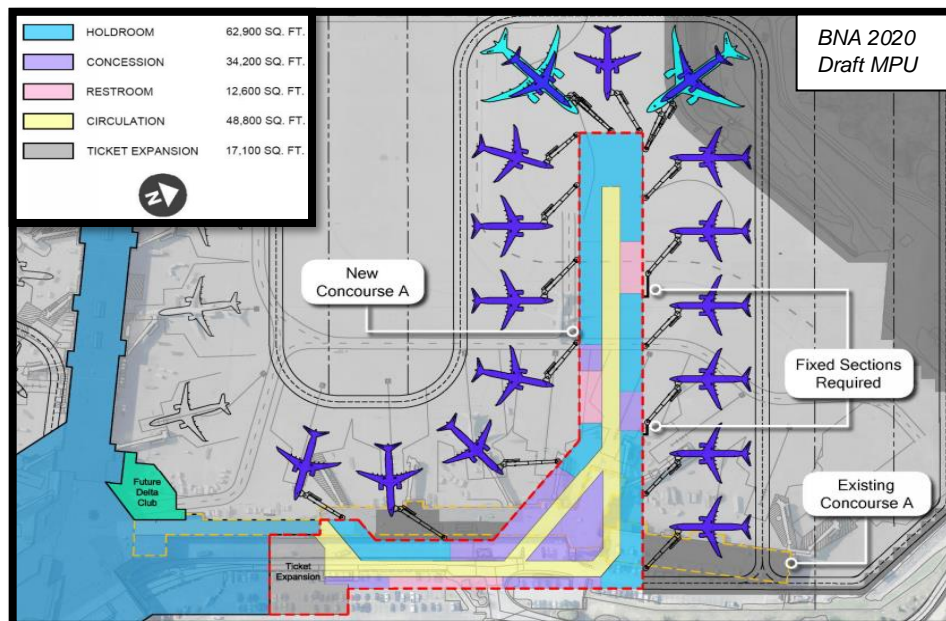 HOLDROOM 62,900 SQ. FT.
CONCESSION 34,200 SQ. FT.
RESTROOM 12,600 SQ. FT.
CIRCULATION 48,800 SQ. FT.
TICKET EXPANSION 17,100 SQ. FT.
N
BNA 2020
Draft MPU
New
Concourse A
Fixed Sections
Required
Existing
Concourse A
Future
Delta
Club
Ticket
Expansion